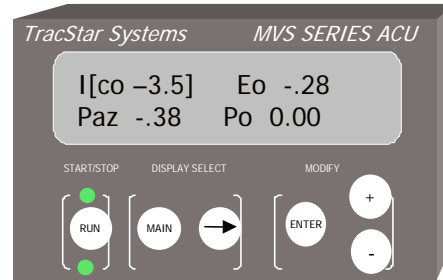 TracStar Systems MVS SERIES ACU
I[co –3.5] Eo -.28
Paz -.38 Po 0.00
START/STOP DISPLAY SELECT MODIFY
RUN MAIN ENTER +
-